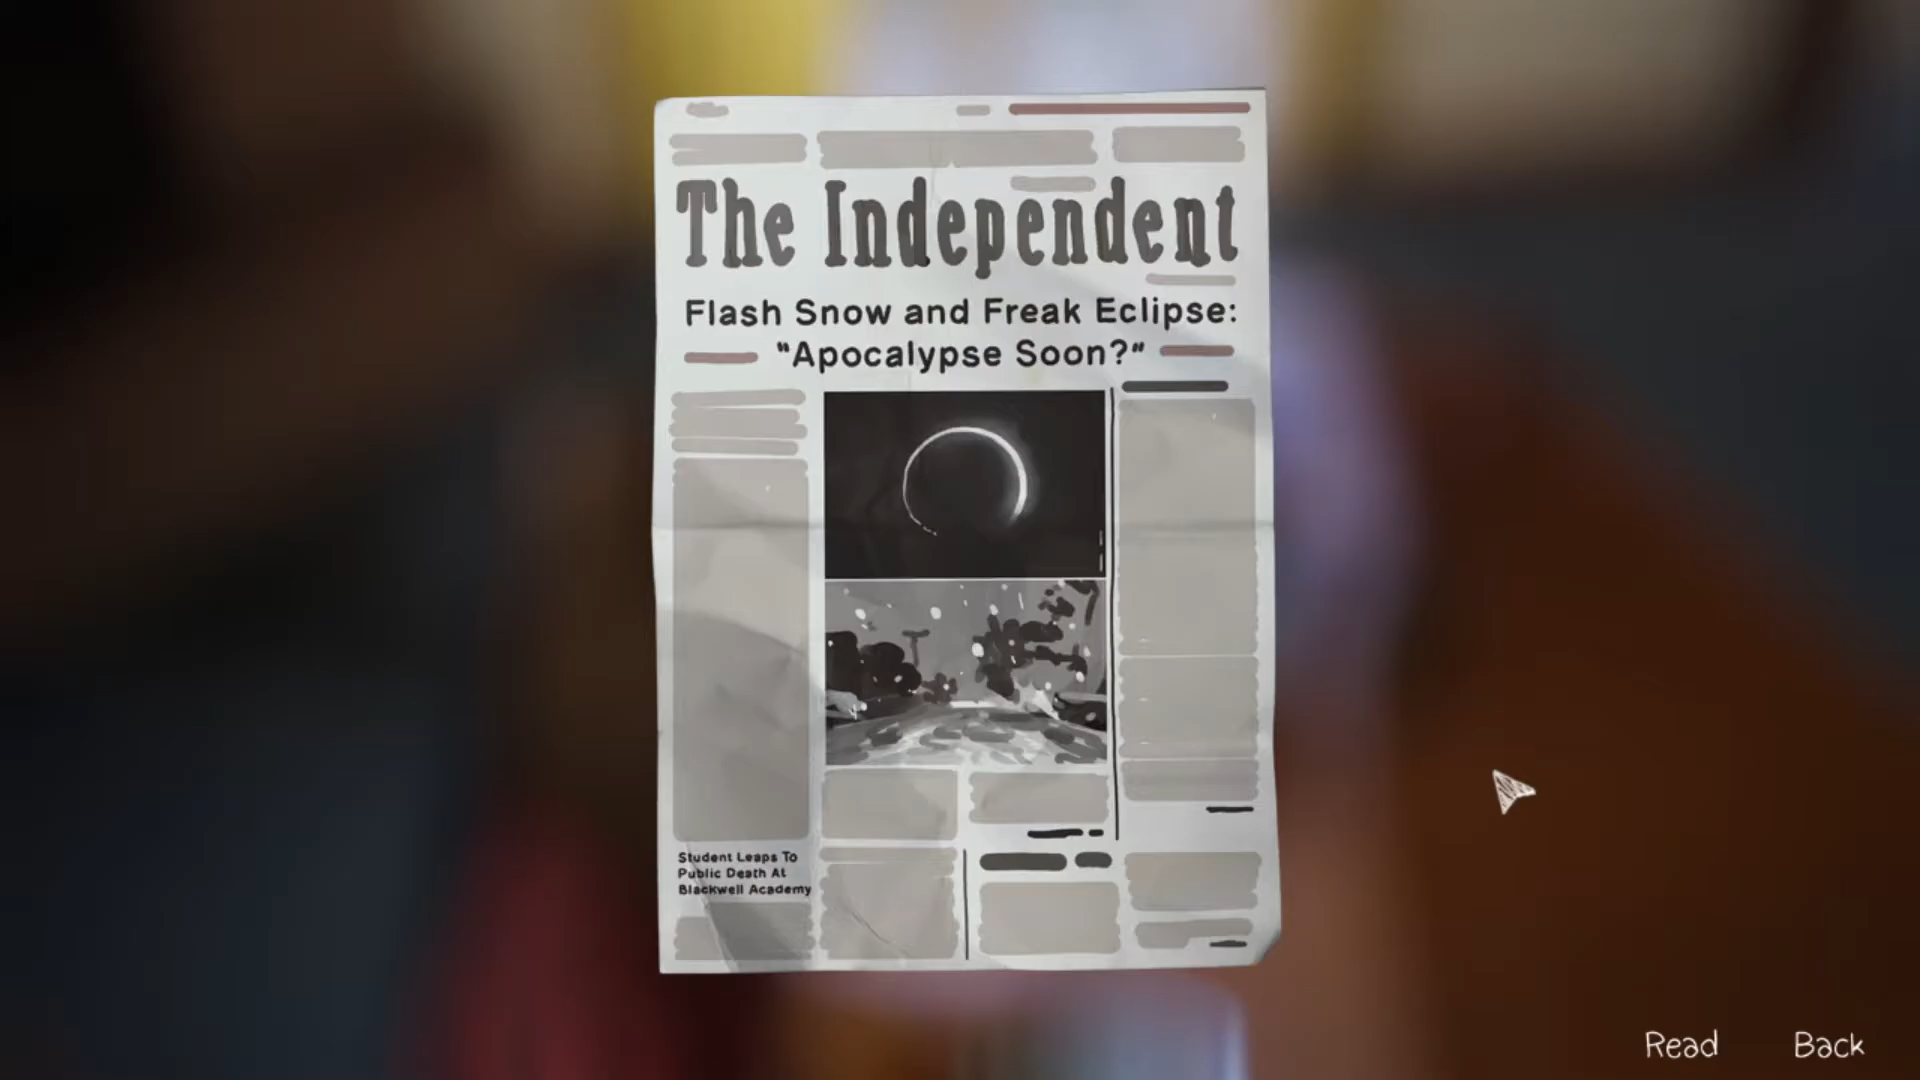 The Independent
Flash Snow and Freak Eclipse:
"Apocalypse Soon?"
Student Leaps To
Public Death At
Blackwell Academy
Read
Back